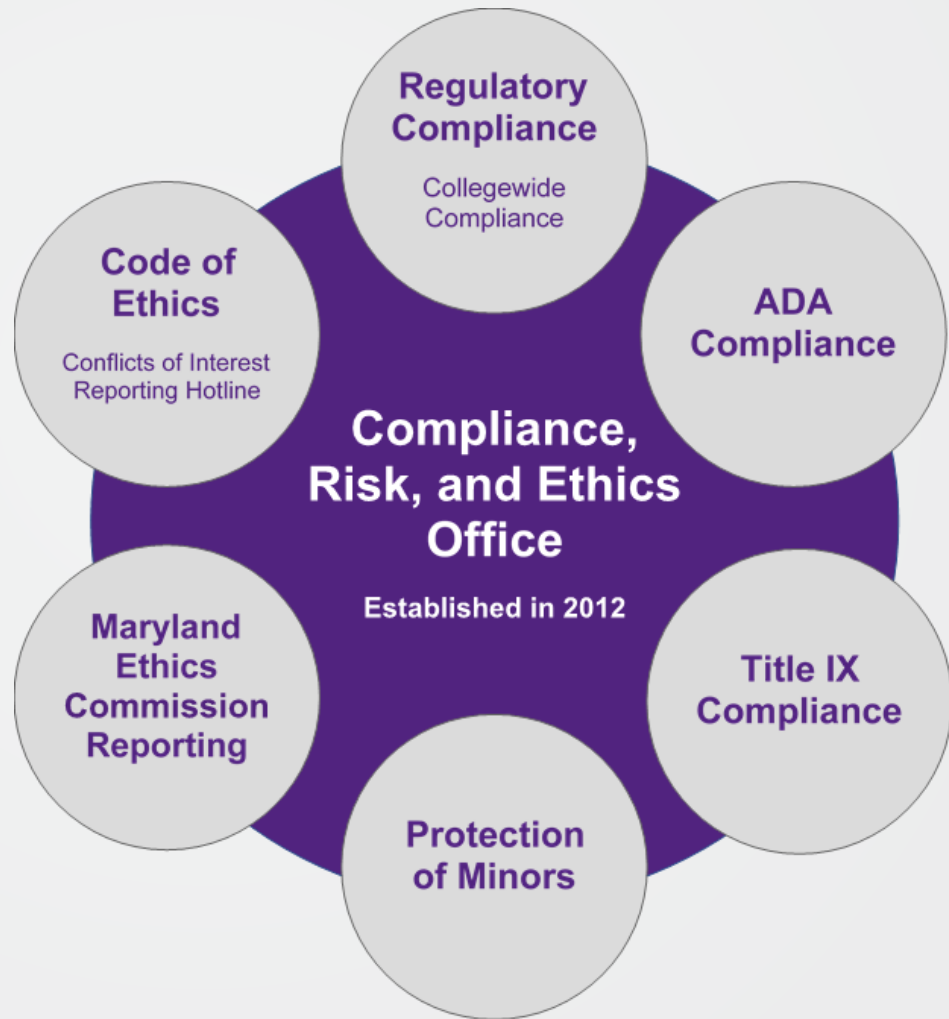 Regulatory
Compliance
Collegewide
Compliance
Code of
Ethics
Conflicts of Interest
Reporting Hotline
ADA
Compliance
Compliance,
Risk, and Ethics
Office
Established in 2012
Maryland
Ethics
Commission
Reporting
Title IX
Compliance
Protection
of Minors